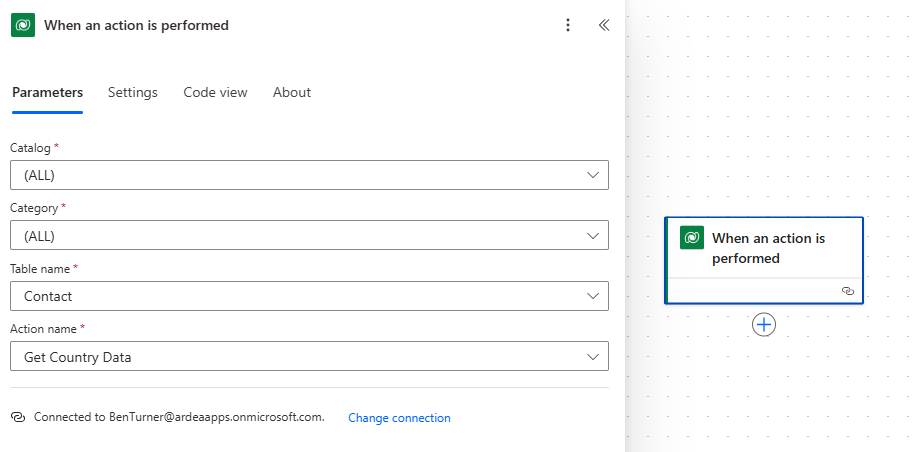 When an action is performed
Parameters
Settings
Code view
About
Catalog *
(ALL)
Category *
(ALL)
Table name *
Contact
Action name *
Get Country Data
Connected to BenTurner@ardeaapps.onmicrosoft.com.
Change connection
When an action is
performed